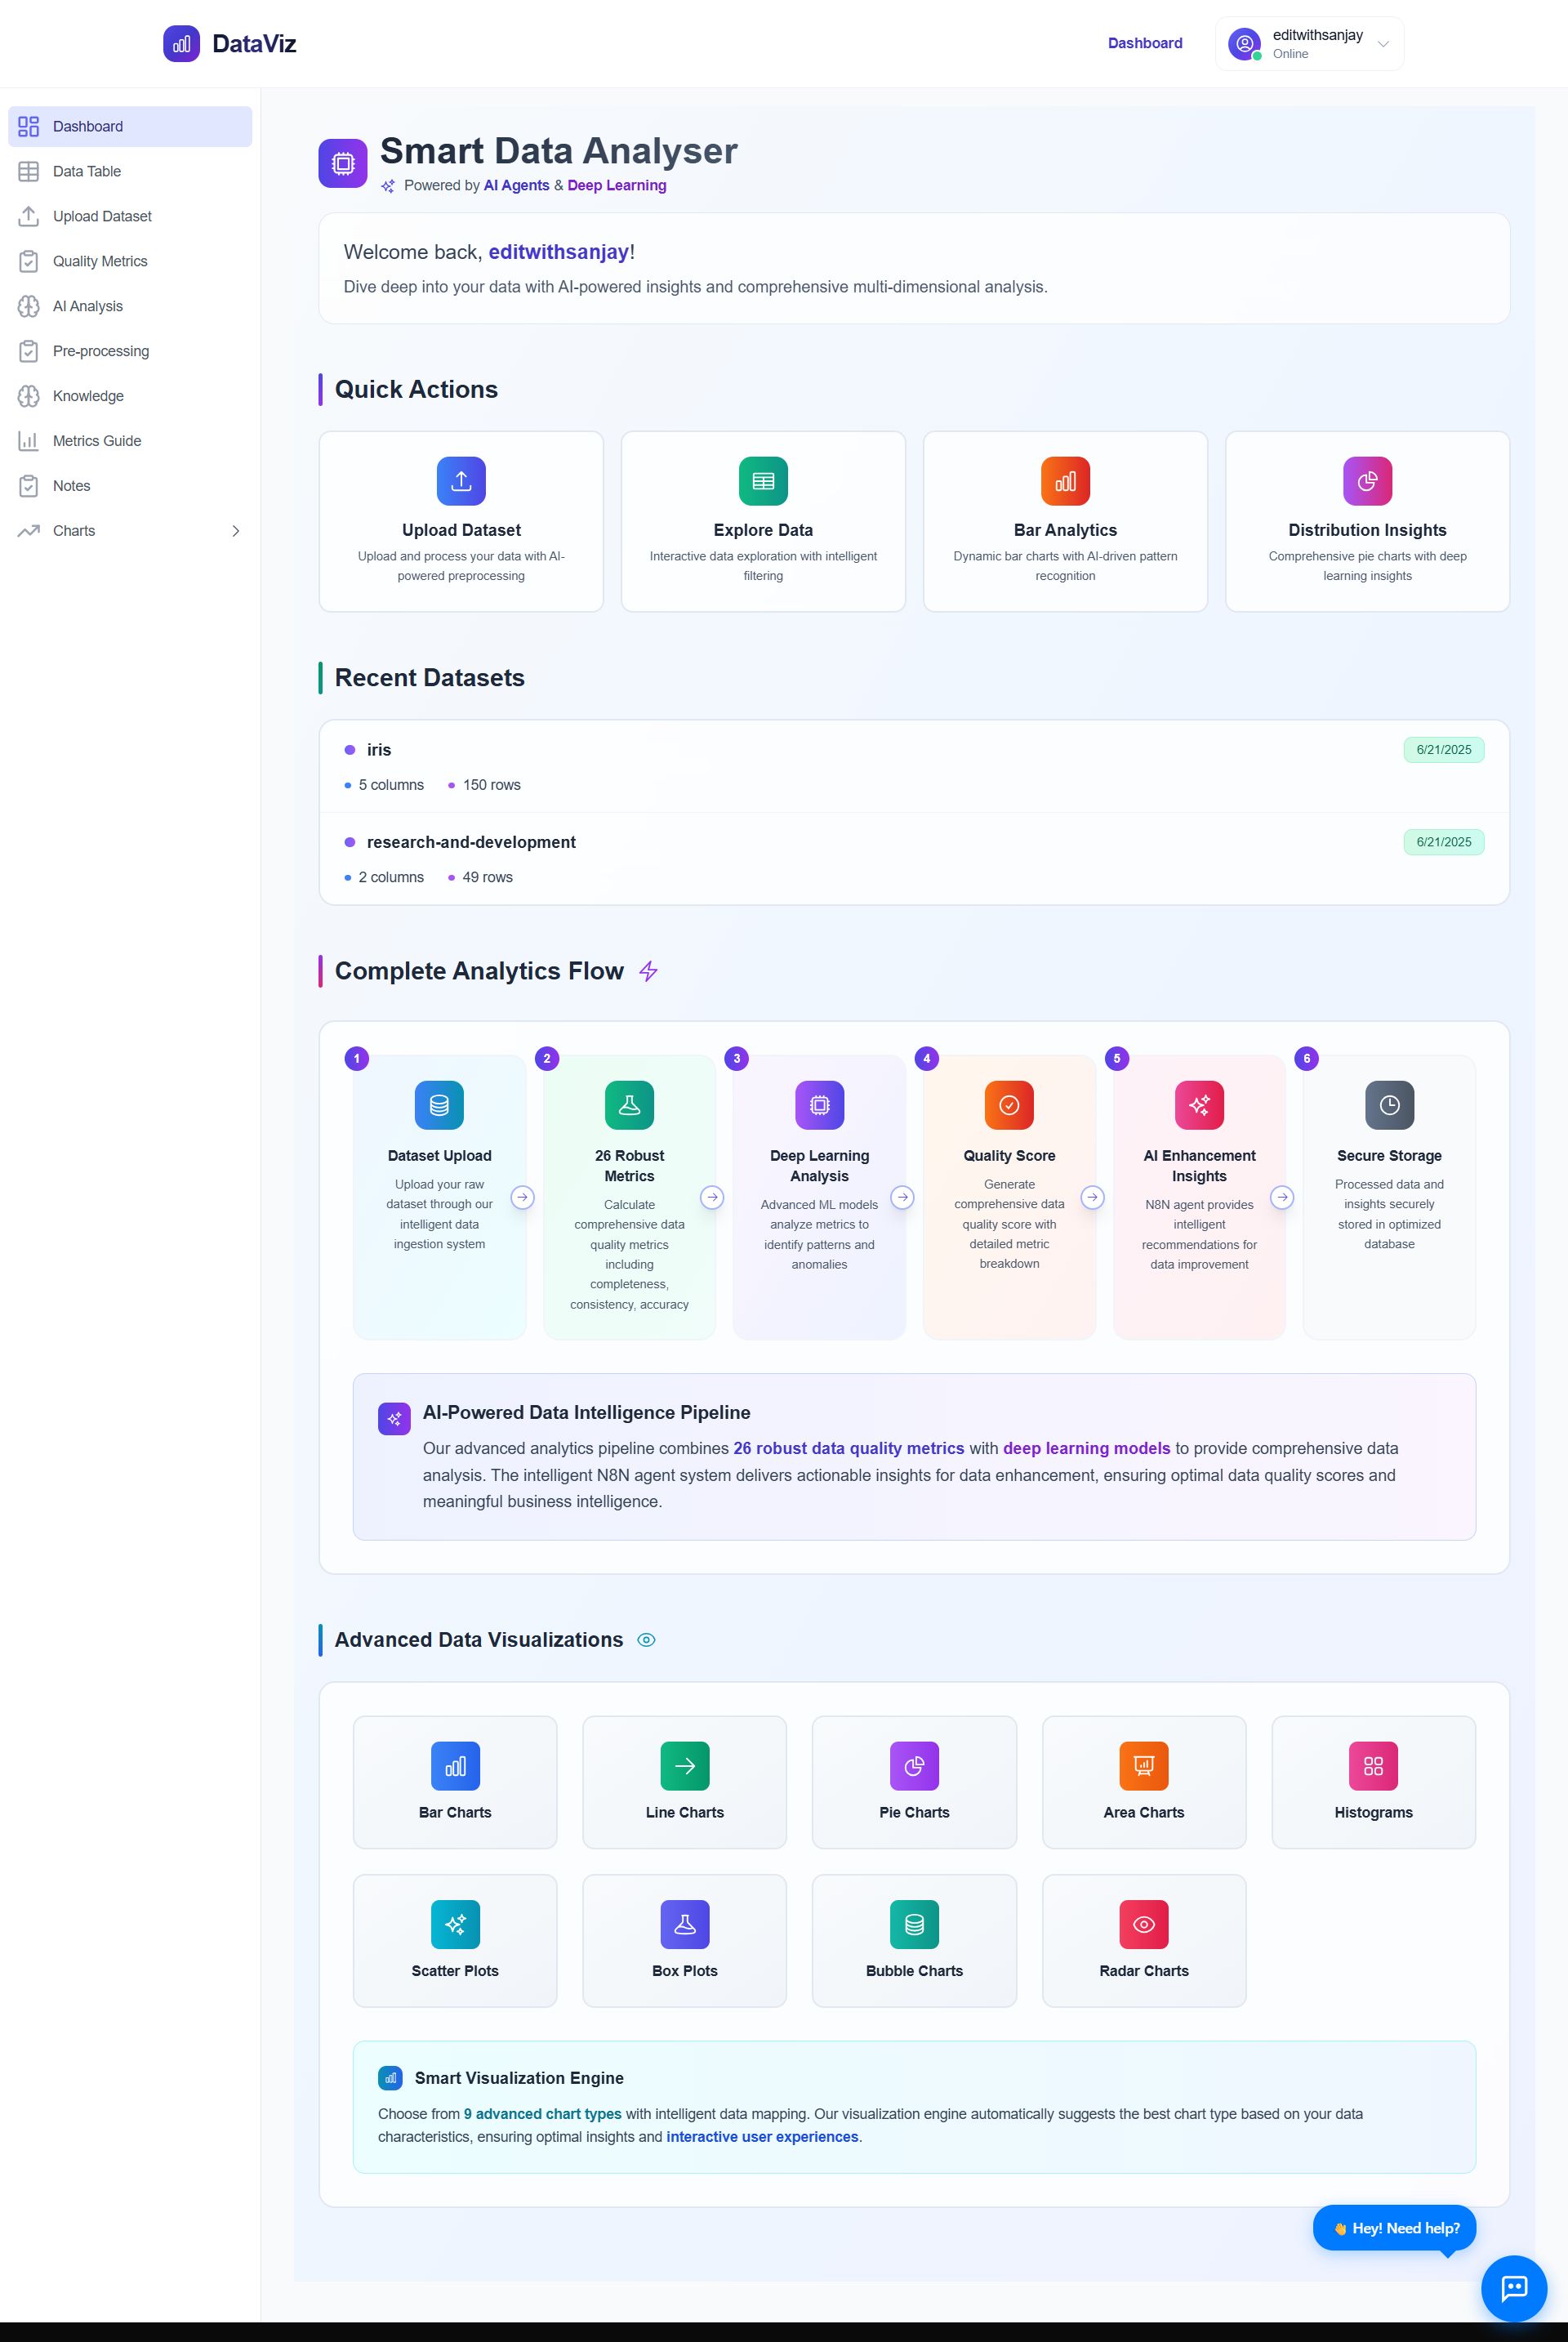 DataViz
Dashboard
editwithsanjay
Online
Dashboard
Data Table
Upload Dataset
Quality Metrics
AI Analysis
Pre-processing
Knowledge
Metrics Guide
Notes
Charts
Smart Data Analyser
Powered by AI Agents & Deep Learning
Welcome back, editwithsanjay!
Dive deep into your data with AI-powered insights and comprehensive multi-dimensional analysis.
Quick Actions
Upload Dataset
Upload and process your data with AI-
powered preprocessing
Explore Data
Interactive data exploration with intelligent
filtering
Bar Analytics
Dynamic bar charts with AI-driven pattern
recognition
Distribution Insights
Comprehensive pie charts with deep
learning insights
Recent Datasets
iris
6/21/2025
5 columns
150 rows
research-and-development
6/21/2025
2 columns
49 rows
Complete Analytics Flow
1
Dataset Upload
Upload your raw
dataset through our
intelligent data
ingestion system
2
26 Robust
Metrics
Calculate
comprehensive data
quality metrics
including
completeness,
consistency, accuracy
3
Deep Learning
Analysis
Advanced ML models
analyze metrics to
identify patterns and
anomalies
4
Quality Score
Generate
comprehensive data
quality score with
detailed metric
breakdown
5
AI Enhancement
Insights
N8N agent provides
intelligent
recommendations for
data improvement
6
Secure Storage
Processed data and
insights securely
stored in optimized
database
AI-Powered Data Intelligence Pipeline
Our advanced analytics pipeline combines 26 robust data quality metrics with deep learning models to provide comprehensive data
analysis. The intelligent N8N agent system delivers actionable insights for data enhancement, ensuring optimal data quality scores and
meaningful business intelligence.
Advanced Data Visualizations
Bar Charts
Line Charts
Pie Charts
Area Charts
Histograms
Scatter Plots
Box Plots
Bubble Charts
Radar Charts
Smart Visualization Engine
Choose from 9 advanced chart types with intelligent data mapping. Our visualization engine automatically suggests the best chart type based on your data
characteristics, ensuring optimal insights and interactive user experiences.
👋 Hey! Need help?